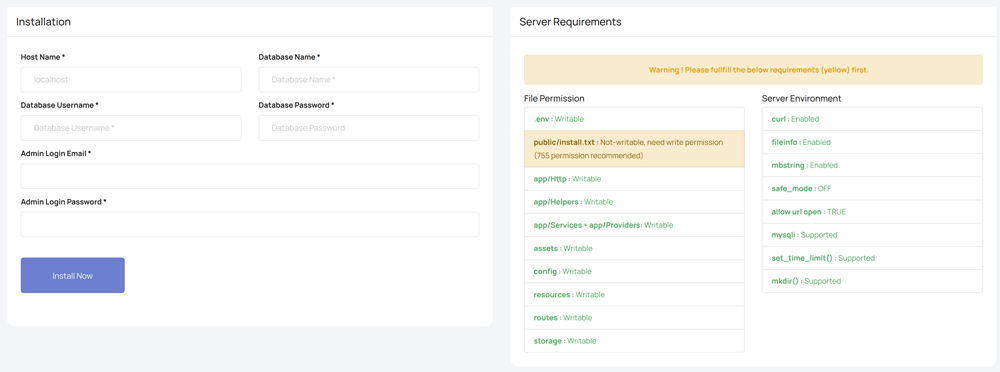 Installation
Host Name *
Database Name *
localhost
Database Name *
Database Username *
Database Password *
Database Username *
Database Password
Admin Login Email *
Admin Login Password *
Install Now
Server Requirements
Warning ! Please fullfill the below requirements (yellow) first.
File Permission
.env : Writable
public/install.txt : Not-writable, need write permission
(755 permission recommended)
app/Http : Writable
app/Helpers : Writable
app/Services + app/Providers: Writable
assets : Writable
config : Writable
resources : Writable
routes : Writable
storage : Writable
Server Environment
curl : Enabled
fileinfo : Enabled
mbstring : Enabled
safe_mode : OFF
allow url open : TRUE
mysqli : Supported
set_time_limit() : Supported
mkdir() : Supported